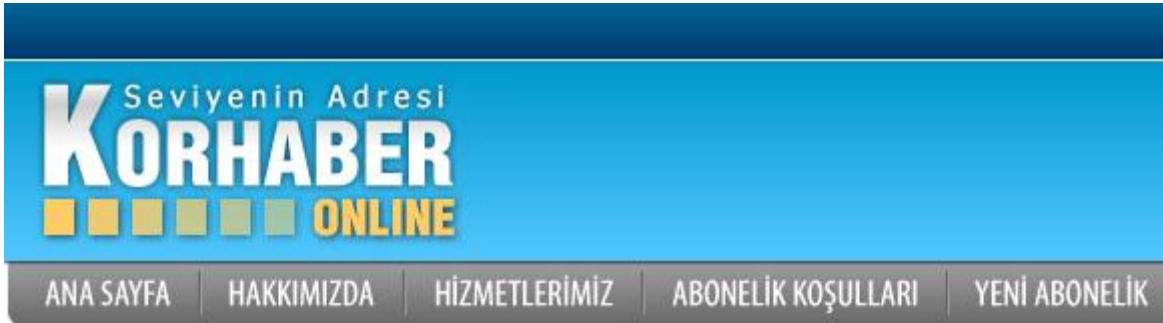 Seviyenin Adresi
KORHABER
ONLINE
ANA SAYFA HAKKIMIZDA HİZMETLERİMİZ ABONELİK KOŞULLARI YENİ ABONELİK